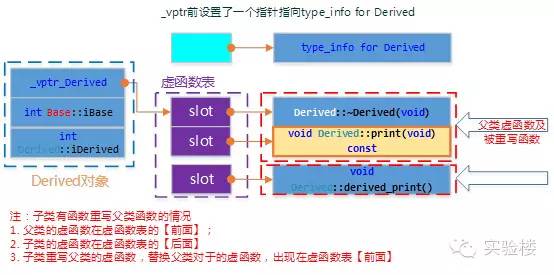 _vptr前设置了一个指针指向type_info for Derived
type_info for Derived
虚函数表
_vptr_Derived
int Base::iBase
int
Derived::iDerived
Derived对象
slot
slot
slot
Derived::~Derived(void)
void Derived::print(void)
const
void
Derived::derived_print()
父类虚函数及
被重写函数
注：子类有函数重写父类函数的情况
1. 父类的虚函数在虚函数表的【前面】；
2. 子类的虚函数在虚函数表的【后面】
3. 子类重写父类的虚函数，替换父类对于的虚函数，出现在虚函数表【前面】
实验楼